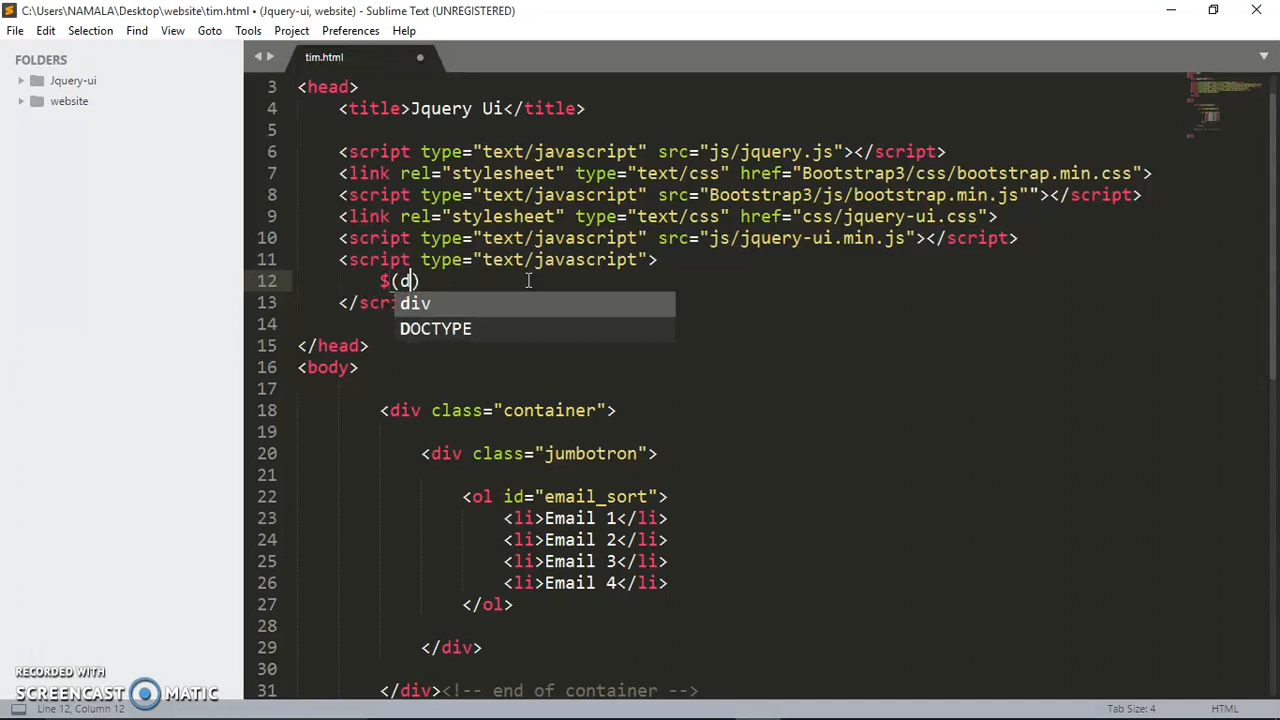 C:\Users\NAMALA\Desktop\website\tim.html • (Jquery-ui, website) - Sublime Text (UNREGISTERED)
File Edit Selection Find View Goto Tools Project Preferences Help
FOLDERS
Jquery-ui
website
tim.html
3 <head>
4 <title>Jquery Ui</title>
5
6 <script type="text/javascript" src="js/jquery.js"></script>
7 <link rel="stylesheet" type="text/css" href="Bootstrap3/css/bootstrap.min.css">
8 <script type="text/javascript" src="Bootstrap3/js/bootstrap.min.js""></script>
9 <link rel="stylesheet" type="text/css" href="css/jquery-ui.css">
10 <script type="text/javascript" src="js/jquery-ui.min.js"></script>
11 <script type="text/javascript">
12 $(d)
13 </scri
div
DOCTYPE
14
15 </head>
16 <body>
17
18 <div class="container">
19
20 <div class="jumbotron">
21
22 <ol id="email_sort">
23 <li>Email 1</li>
24 <li>Email 2</li>
25 <li>Email 3</li>
26 <li>Email 4</li>
27 </ol>
28
29 </div>
30
31 </div><!-- end of container -->
RECORDED WITH
SCREENCAST MATIC
Line 12, Column 12
Tab Size: 4
HTML